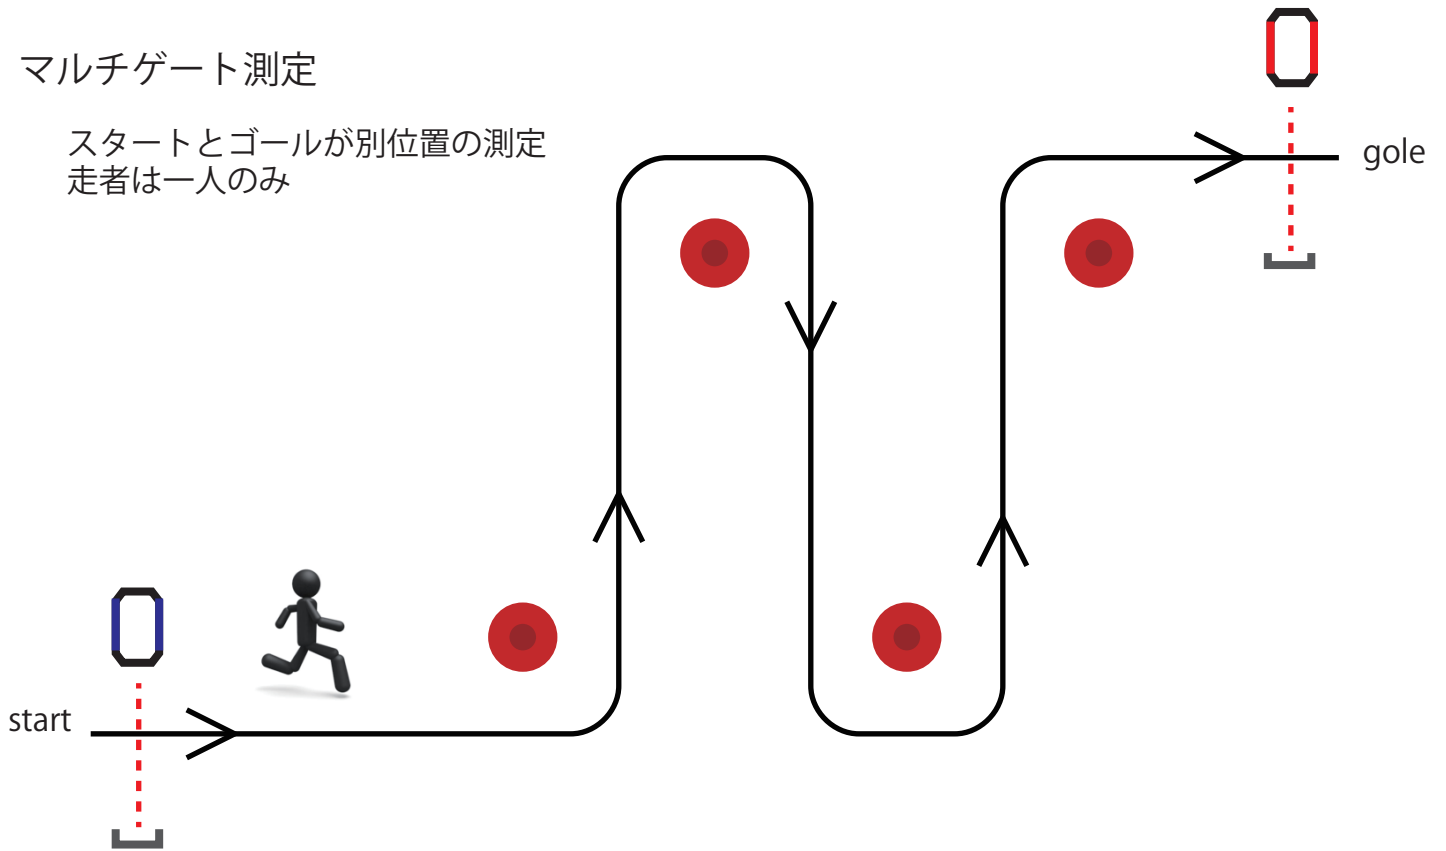 マルチゲート測定
スタートとゴールが別位置の測定
走者は一人のみ
gole
start